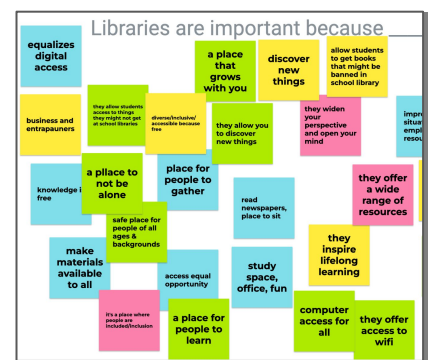 Libraries are important because
equalizes
digital
access
a place
that
grows
with you
discover
new
things
allow students
to get books
that might be
banned in
school library
business and
entrapauners
they allow students
access to things
they might not get
at school libraries
diverse/inclusive/
accessible because
free
they allow you
to discover
new things
they widen
your
perspective
and open your
mind
knowledge
free
a pllace to
not be
alone
place for
people to
gather
read
newspapers,
place to sit
they offer
a wide
range of
resources
safe place for
people of all
ages &
backgrounds
make
materials
available
to all
access equal
opportunity
study
space,
office, fun
they
inspire
lifelong
learning
it's a place where
people are
included/inclusion
a place for
people to
learn
computer
access for
all
they offer
access to
wifi